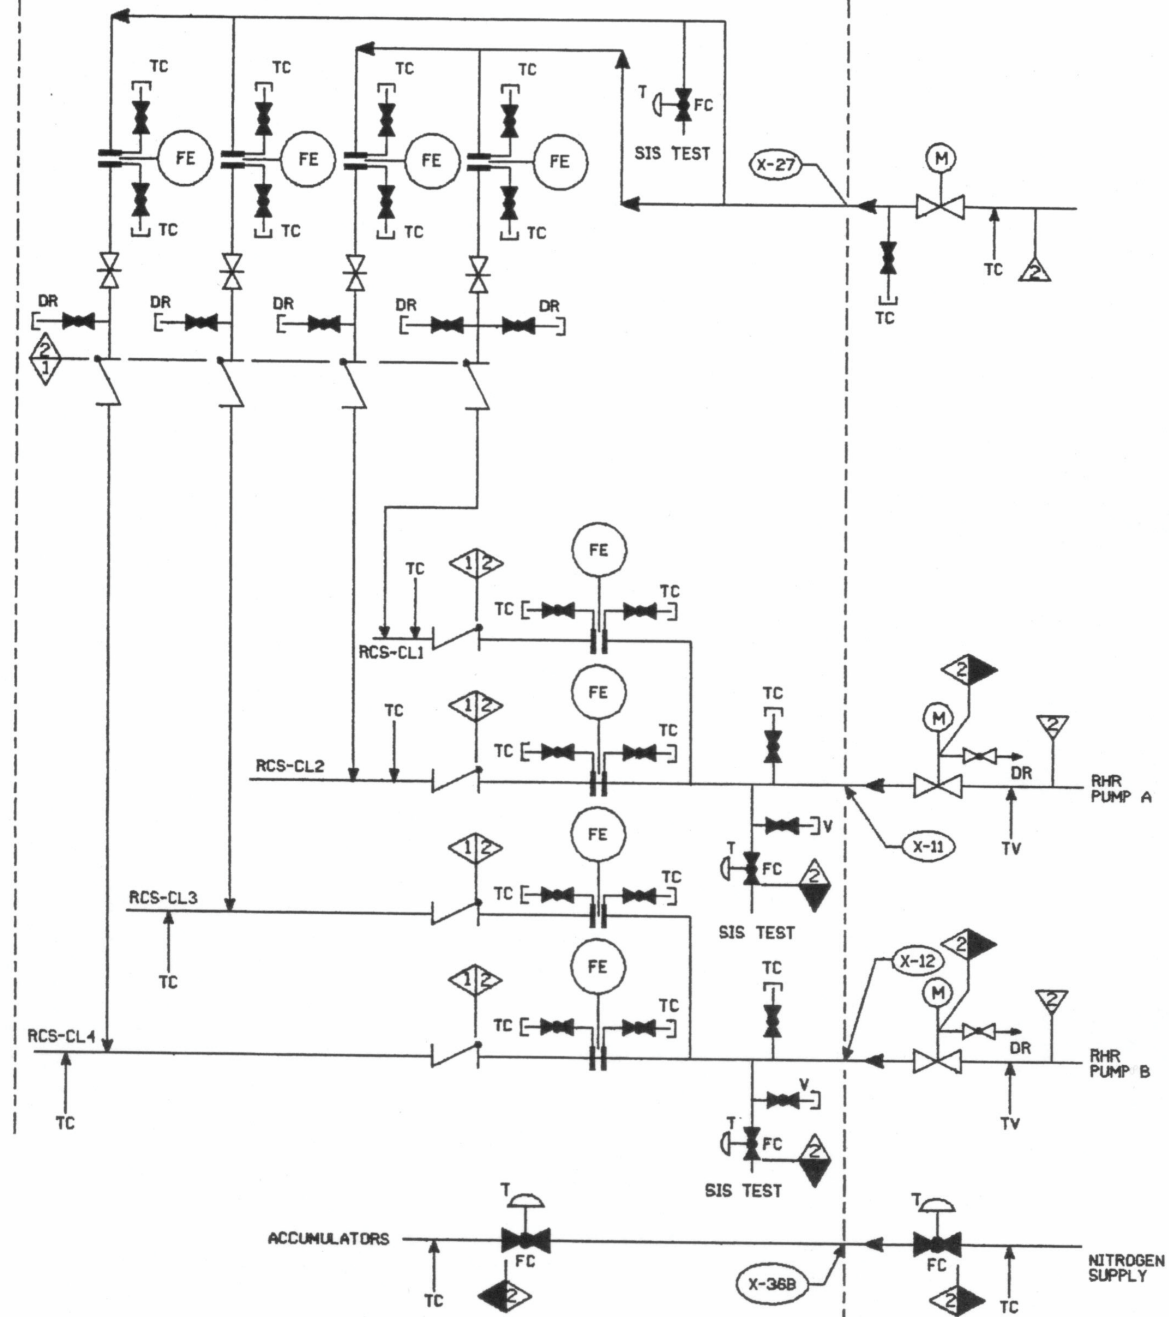 TC TC TC TC
T FC
SIS TEST
FE FE FE FE
X-27
M
TC TC TC TC
TC
2
TC
DR DR DR DR DR
2
1
FE
1 2
TC
TC TC
RCS-CL1
FE
1 2
TC
TC TC
RCS-CL2
TC
2
M
2
DR
RHR
PUMP A
TV
X-11
V
T FC
2
SIS TEST
FE
1 2
TC TC
RCS-CL3
TC
FE
1 2
TC TC
RCS-CL4
TC
TC
X-12
2
M
2
DR
RHR
PUMP B
TV
V
T FC
2
SIS TEST
T
T
ACCUMULATORS
FC
FC
NITROGEN
SUPPLY
X-36B
TC
2
2
TC